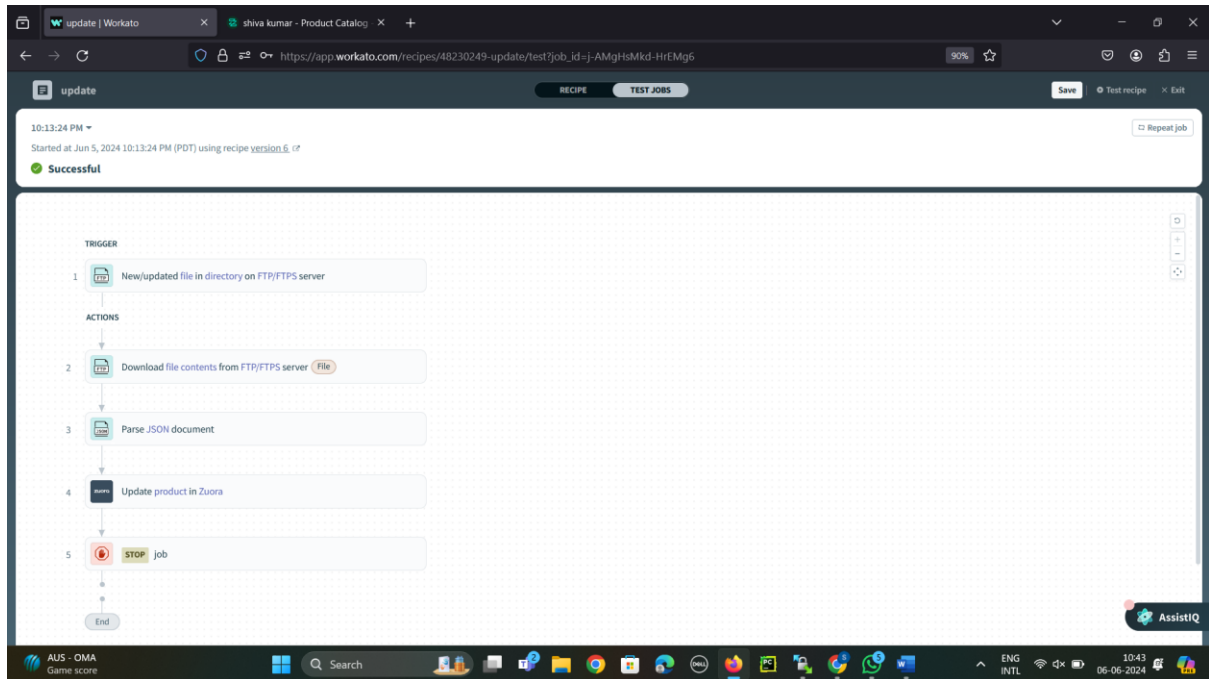 update | Workato
shiva kumar - Product Catalog
https://app.workato.com/recipes/48230249-update/test?job_id=j-AMgHsMkd-HrEMg6
90%
update
RECIPE TEST JOBS
Save Test recipe Exit
10:13:24 PM
Repeat job
Started at Jun 5, 2024 10:13:24 PM (PDT) using recipe version 6
Successful
TRIGGER
1 FTP New/updated file in directory on FTP/FTPS server
ACTIONS
2 FTP Download file contents from FTP/FTPS server File
3 JSON Parse JSON document
4 zuora Update product in Zuora
5 STOP job
End
AssistIQ
AUS - OMA
Game score
Search
ENG
INTL
10:43
06-06-2024